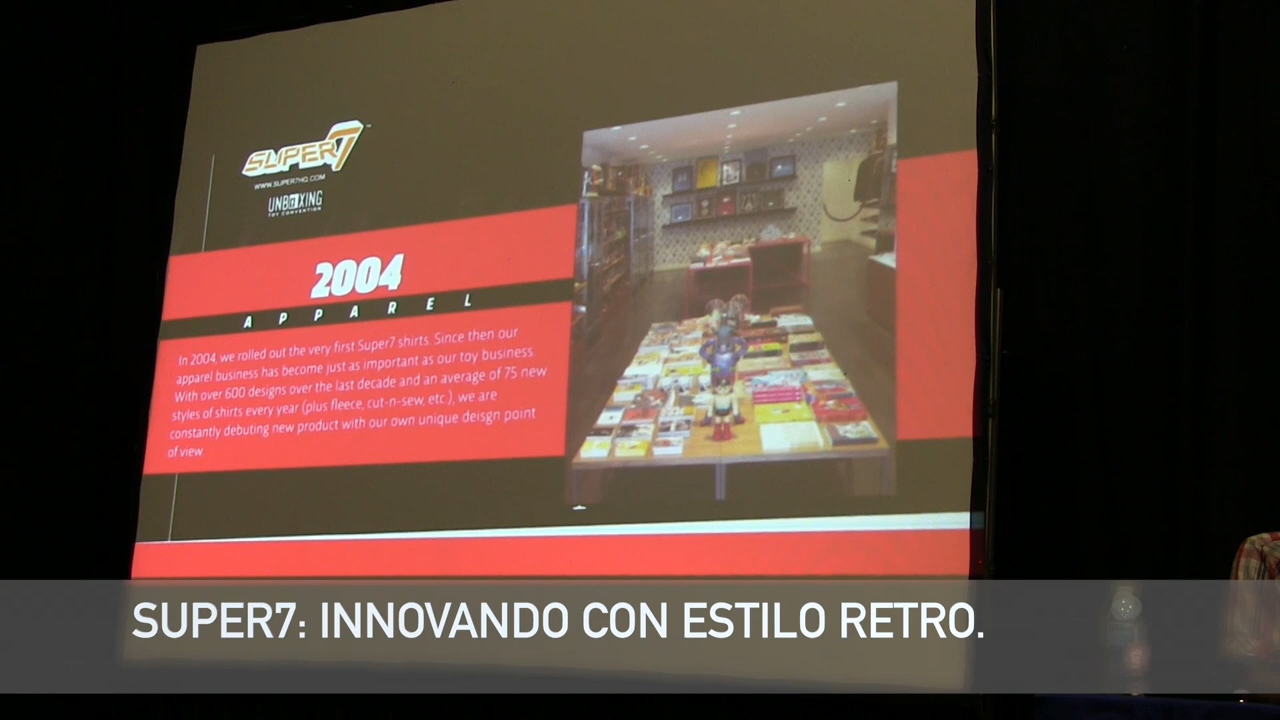 SUPER7™
WWW.SUPER7HQ.COM
UNBOXING
TOY CONVENTION
2004
APPAREL
In 2004, we rolled out the very first Super7 shirts. Since then our
apparel business has become just as important as our toy business.
With over 600 designs over the last decade and an average of 75 new
styles of shirts every year (plus fleece, cut-n-sew, etc.), we are
constantly debuting new product with our own unique deisgn point
of view
SUPER7: INNOVANDO CON ESTILO RETRO.